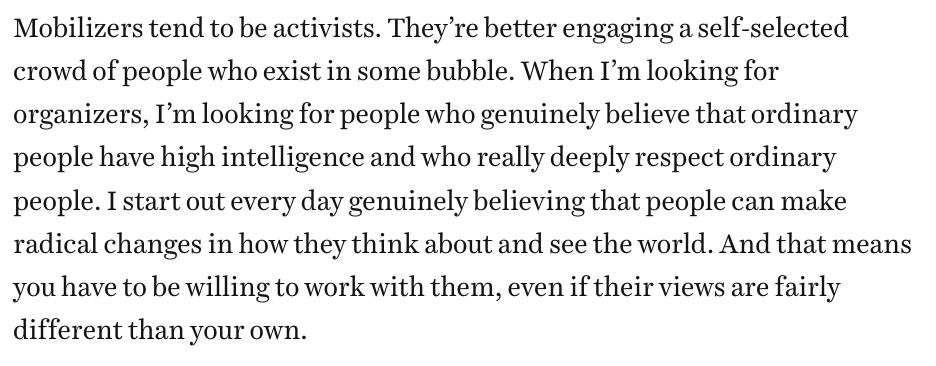 Mobilizers tend to be activists. They’re better engaging a self-selected
crowd of people who exist in some bubble. When I’m looking for
organizers, I’m looking for people who genuinely believe that ordinary
people have high intelligence and who really deeply respect ordinary
people. I start out every day genuinely believing that people can make
radical changes in how they think about and see the world. And that means
you have to be willing to work with them, even if their views are fairly
different than your own.